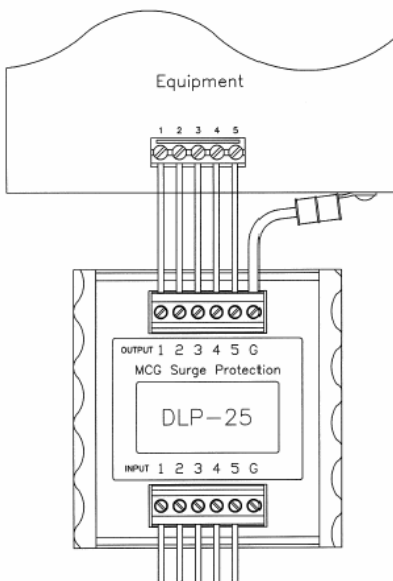 Equipment
1 2 3 4 5
OUTPUT 1 2 3 4 5 G
MCG Surge Protection
DLP-25
INPUT 1 2 3 4 5 G